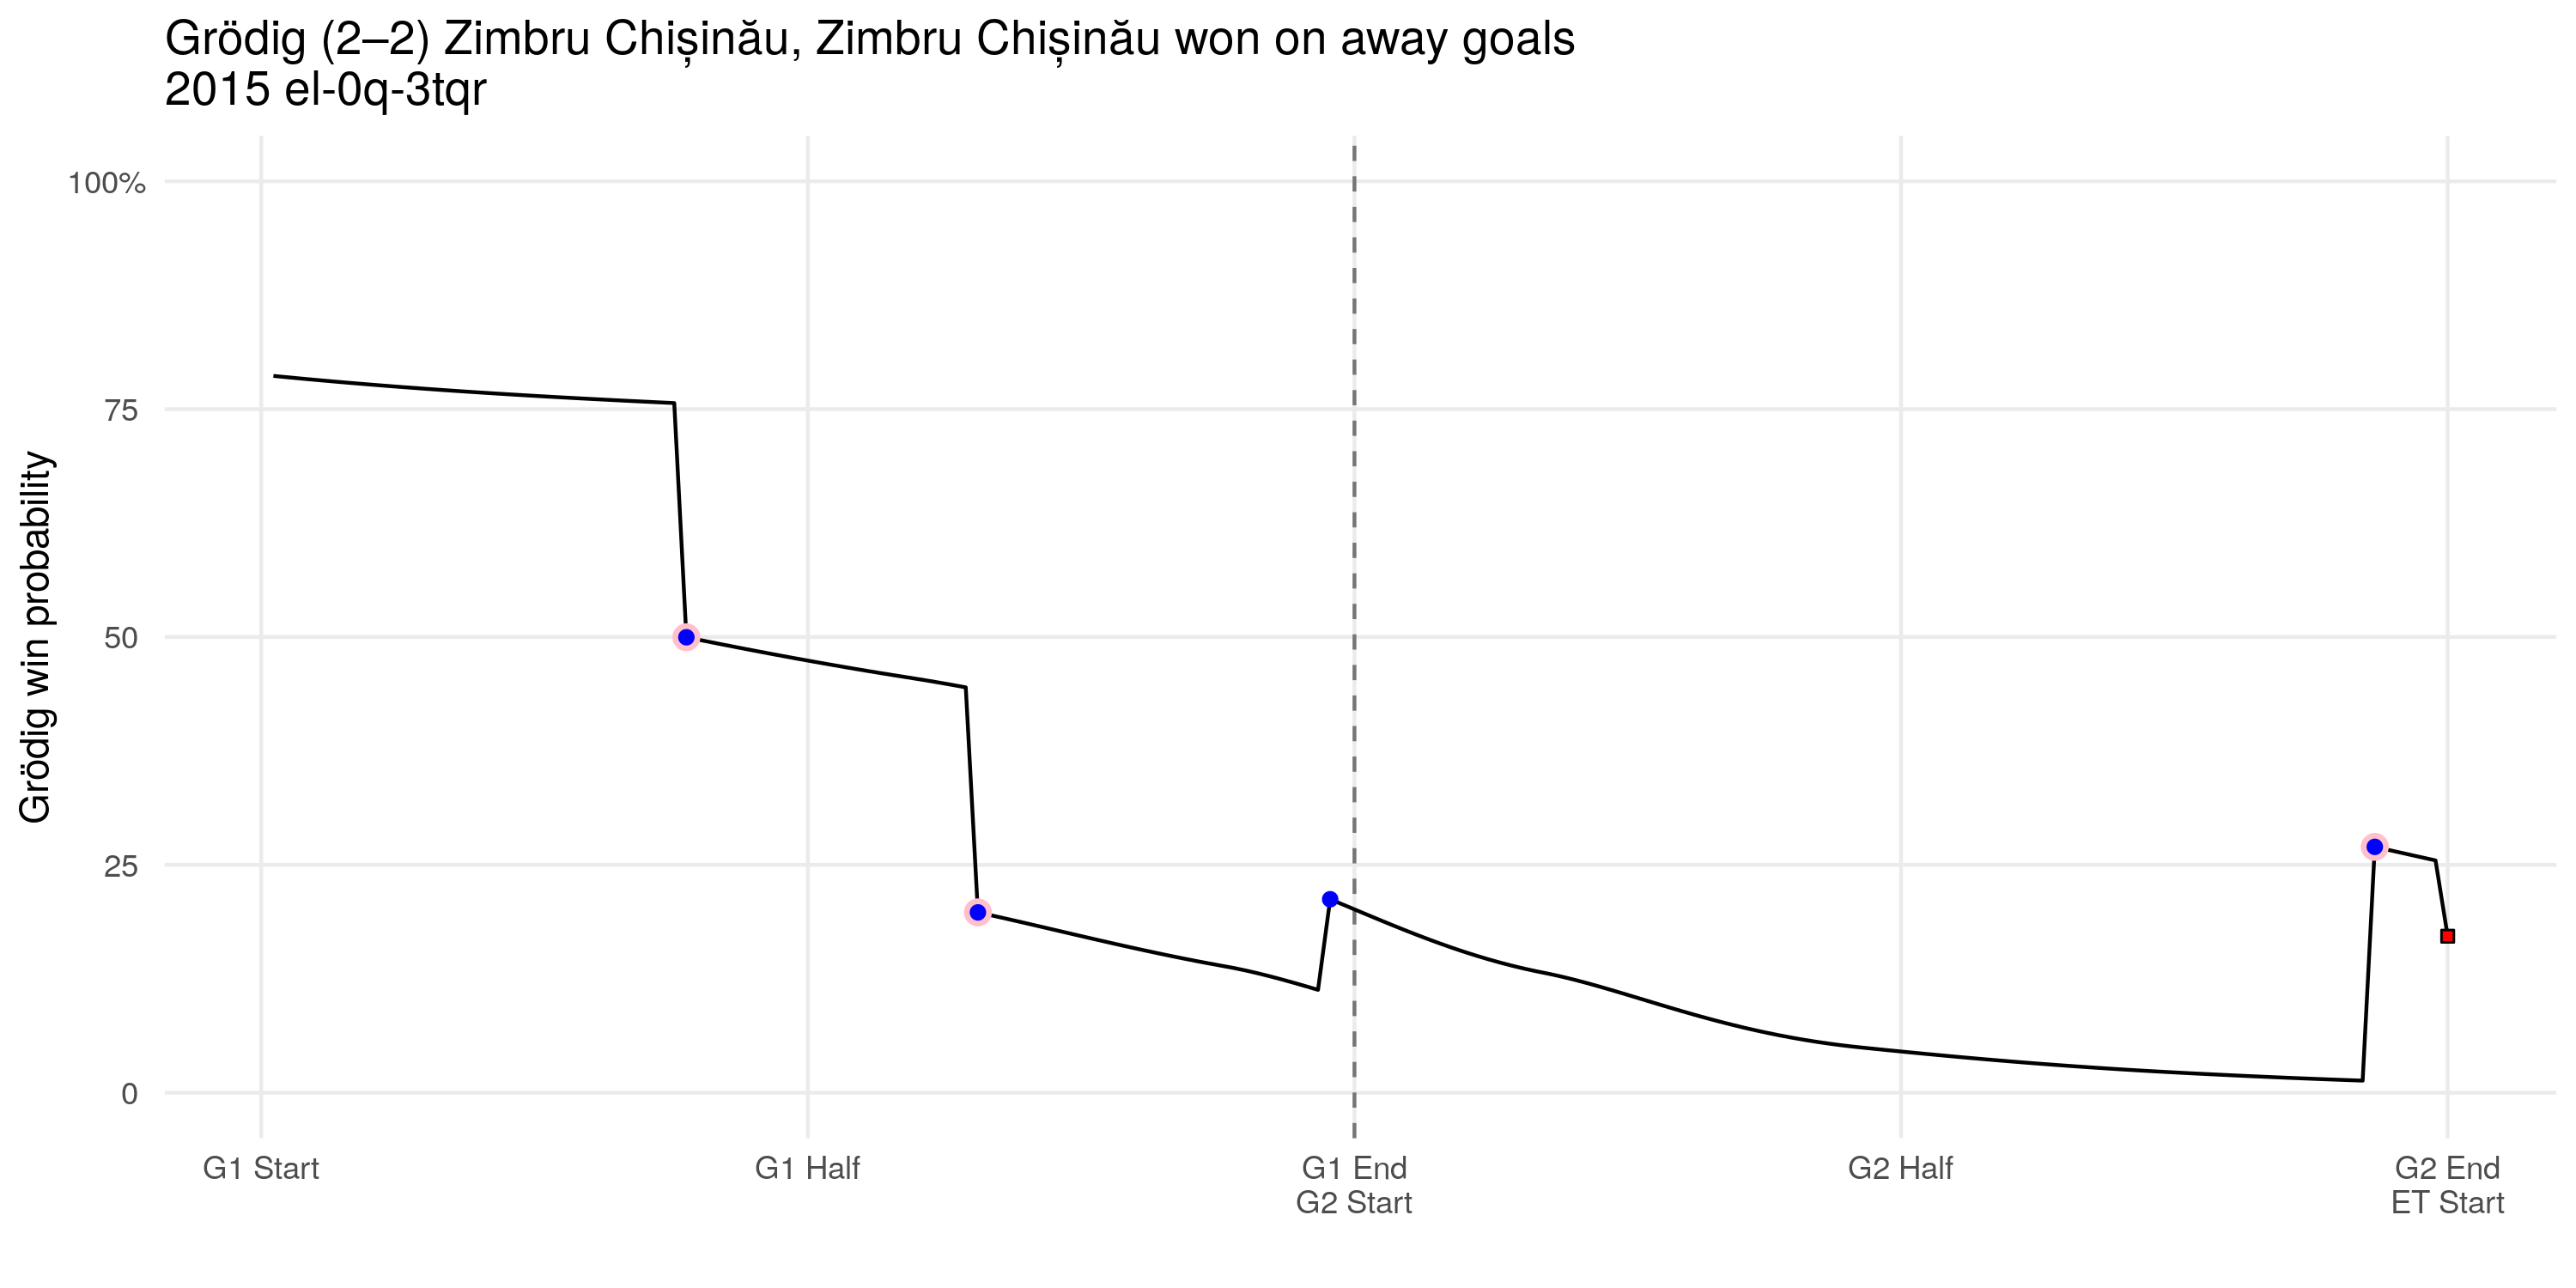 Grödig (2–2) Zimbru Chișinău, Zimbru Chișinău won on away goals
2015 el-0q-3tqr
Grödig win probability
100%
75
50
25
0
G1 Start
G1 Half
G1 End
G2 Start
G2 Half
G2 End
ET Start